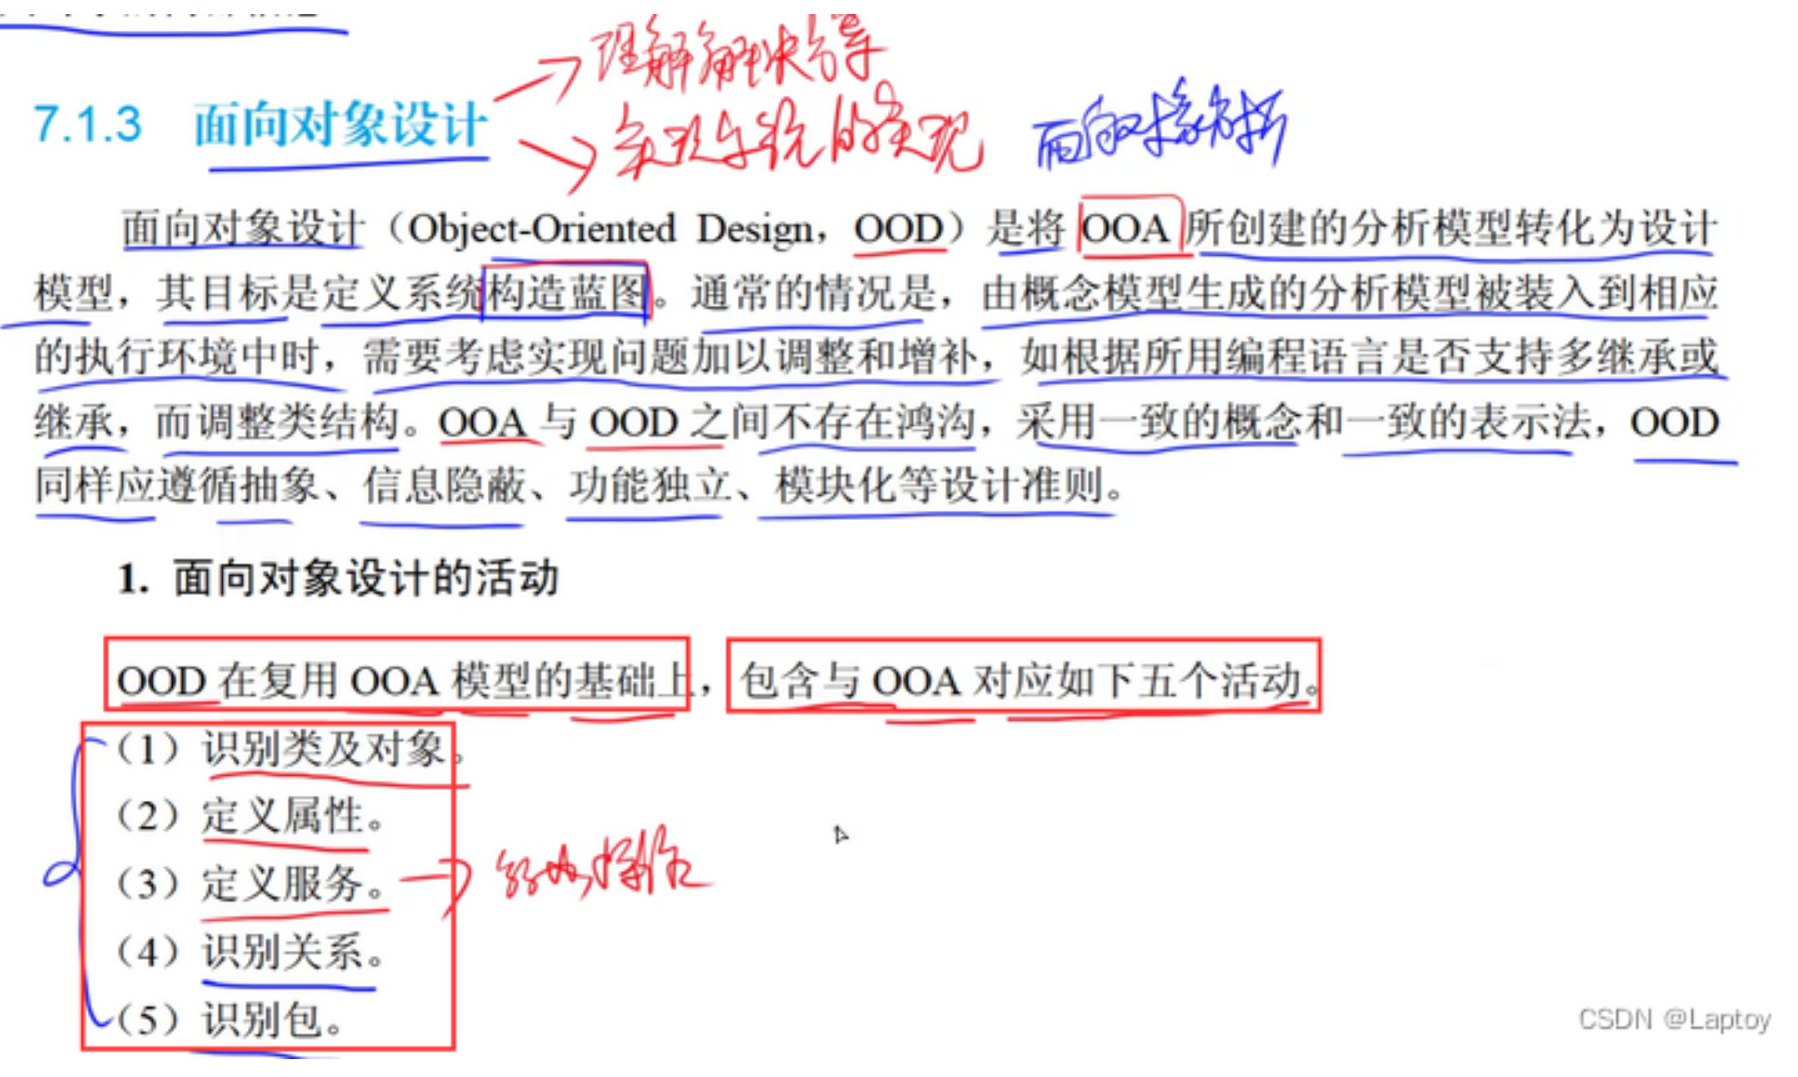 理解解决方案
7.1.3 面向对象设计
系统的实现
面向对象分析
面向对象设计（Object-Oriented Design，OOD）是将 OOA 所创建的分析模型转化为设计
模型，其目标是定义系统构造蓝图。通常的情况是，由概念模型生成的分析模型被装入到相应
的执行环境中时，需要考虑实现问题加以调整和增补，如根据所用编程语言是否支持多继承或
继承，而调整类结构。OOA 与 OOD 之间不存在鸿沟，采用一致的概念和一致的表示法，OOD
同样应遵循抽象、信息隐蔽、功能独立、模块化等设计准则。
1. 面向对象设计的活动
OOD 在复用 OOA 模型的基础上，包含与 OOA 对应如下五个活动。
（1）识别类及对象。
（2）定义属性。
（3）定义服务。
（4）识别关系。
（5）识别包。
CSDN @Laptoy